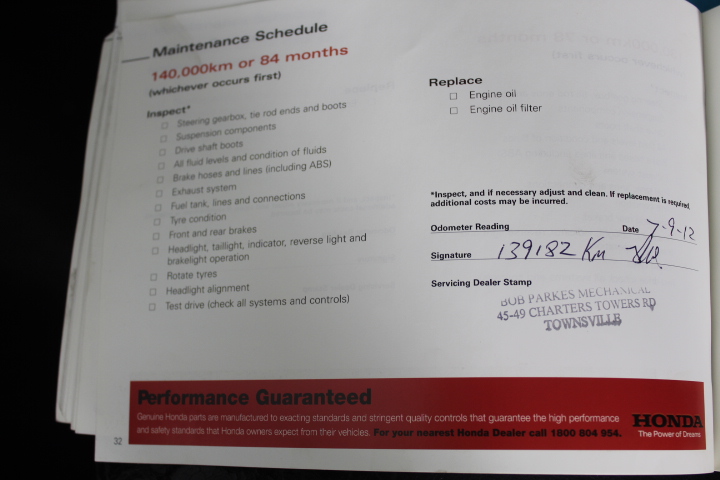 Maintenance Schedule
140,000km or 84 months
(whichever occurs first)
Inspect*
Steering gearbox, tie rod ends and boots
Suspension components
Drive shaft boots
All fluid levels and condition of fluids
Brake hoses and lines (including ABS)
Exhaust system
Fuel tank, lines and connections
Tyre condition
Front and rear brakes
Headlight, taillight, indicator, reverse light and
brakelight operation
Rotate tyres
Headlight alignment
Test drive (check all systems and controls)
Replace
Engine oil
Engine oil filter
*Inspect, and if necessary adjust and clean. If replacement is required
additional costs may be incurred.
Odometer Reading Date 7-9-12
Signature 139182 Km
Servicing Dealer Stamp
BOB PARKES MECHANICAL
45-49 CHARTERS TOWERS RD
TOWNSVILLE
Performance Guaranteed
Genuine Honda parts are manufactured to exacting standards and stringent quality controls that guarantee the high performance
and safety standards that Honda owners expect from their vehicles. For your nearest Honda Dealer call 1800 804 954.
HONDA
The Power of Dreams
32